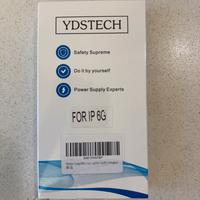 YDSTECH
Safety Supreme
Do it by yourself
Power Supply Experts
FOR IP 6G